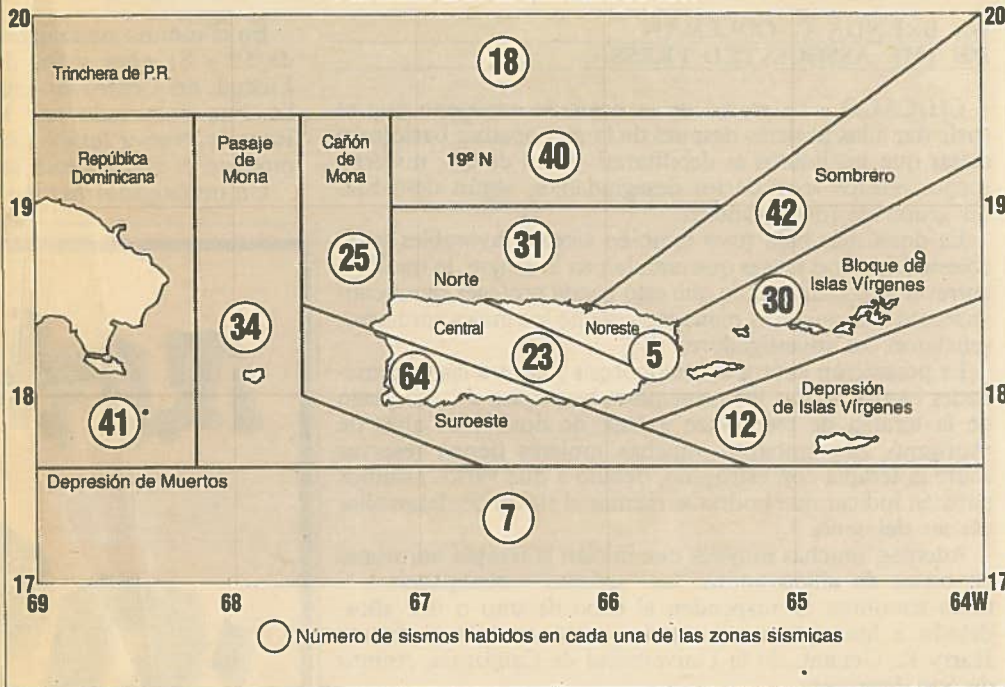 20
20
18
Trinchera de P.R.
República
Dominicana
Pasaje
de
Mona
Cañón
de
Mona
19º N
40
Sombrero
19
19
42
31
25
Bloque de
Islas Vírgenes
30
Norte
34
Central
Noreste
23
5
64
18
18
Depresión
de Islas Vírgenes
12
41
Suroeste
Depresión de Muertos
7
17
17
69
68
67
66
65
64W
Número de sismos habidos en cada una de las zonas sísmicas